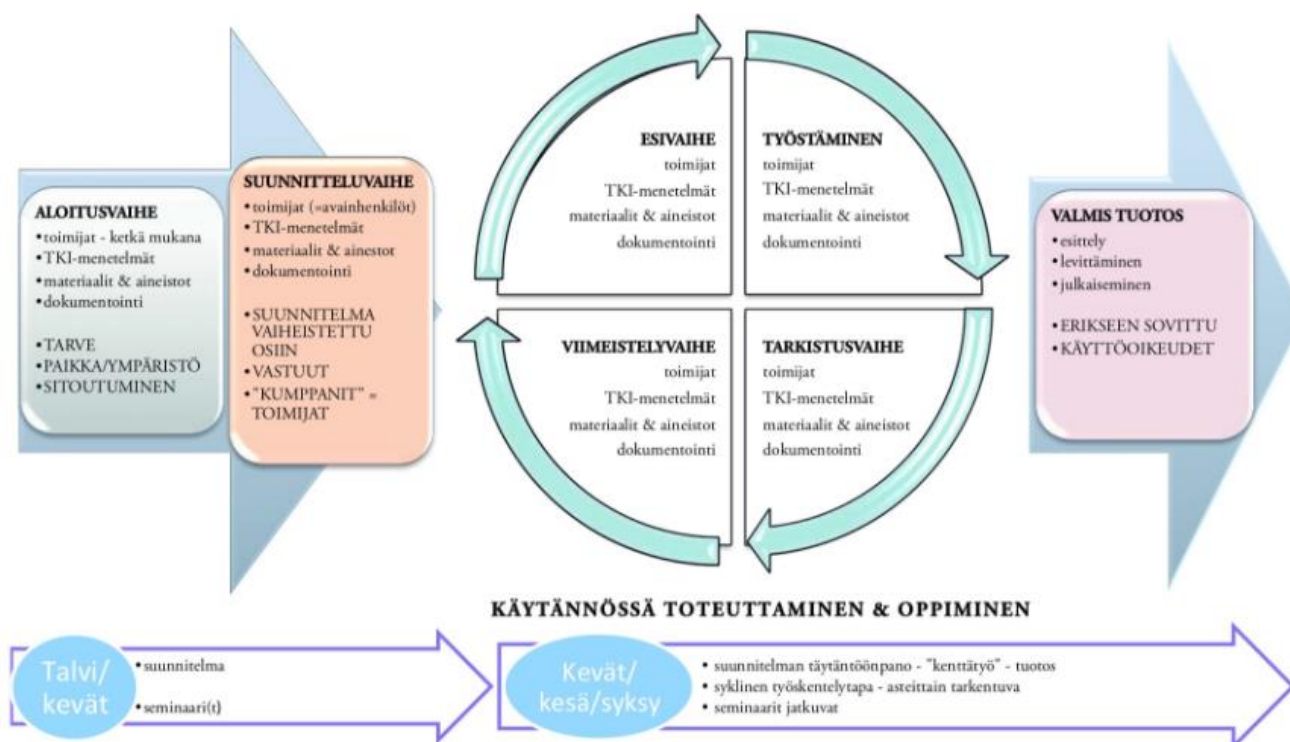 ALOITUSVAIHE
•toimijat - ketkä mukana
•TKI-menetelmät
•materiaalit & aineistot
•dokumentointi
•TARVE
•PAIKKA/YMPÄRISTÖ
•SITOUTUMINEN
SUUNNITTELUVAIHE
•toimijat (=avainhenkilöt)
•TKI-menetelmät
•materiaalit & ainestot
•dokumentointi
•SUUNNITELMA
VAIHEISTETTU
OSIIN
•VASTUUT
•"KUMPPANIT" =
TOIMIJAT
ESIVAIHE
toimijat
TKI-menetelmät
materiaalit & aineistot
dokumentointi
TYÖSTÄMINEN
toimijat
TKI-menetelmät
materiaalit & aineistot
dokumentointi
VIIMEISTELYVAIHE
toimijat
TKI-menetelmät
materiaalit & aineistot
dokumentointi
TARKISTUSVAIHE
toimijat
TKI-menetelmät
materiaalit & aineistot
dokumentointi
VALMIS TUOTOS
•esittely
•levittäminen
•julkaiseminen
•ERIKSEEN SOVITTU
•KÄYTTÖOIKEUDET
KÄYTÄNNÖSSÄ TOTEUTTAMINEN & OPPIMINEN
Talvi/
kevät
•suunnitelma
•seminaari(t)
Kevät/
kesä/syksy
• suunnitelman täytäntöönpano - "kenttätyö" - tuotos
• syklinen työskentelytapa - asteittain tarkentuva
• seminaarit jatkuvat